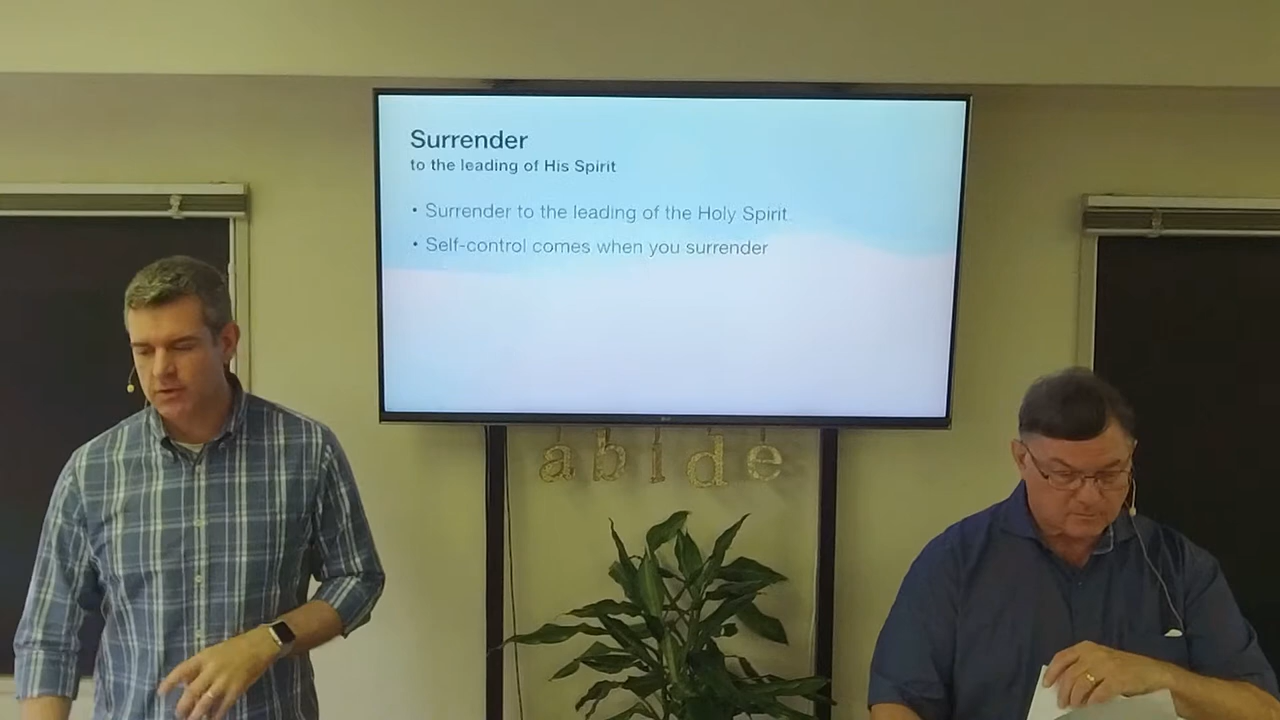 Surrender
to the leading of His Spirit
• Surrender to the leading of the Holy Spirit
• Self-control comes when you surrender
abide